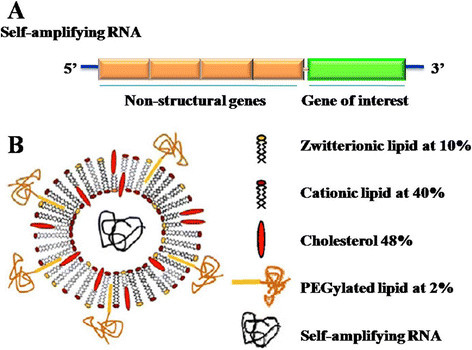 A
Self-amplifying RNA
5’ 3’
Non-structural genes Gene of interest
B
Zwitterionic lipid at 10%
Cationic lipid at 40%
Cholesterol 48%
PEGylated lipid at 2%
Self-amplifying RNA